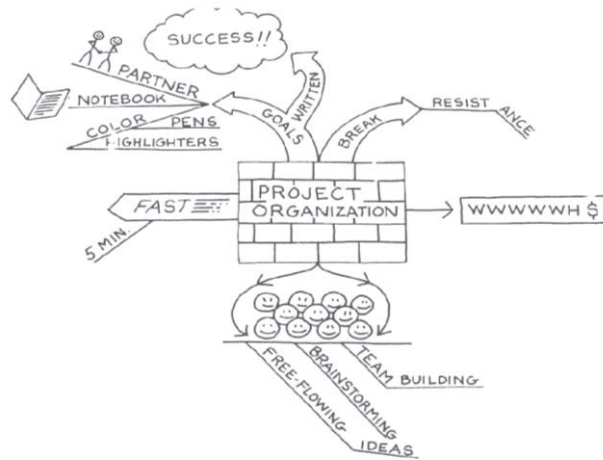 SUCCESS!!
PARTNER
NOTEBOOK
COLOR PENS
HIGHLIGHTERS
GOALS
WRITTEN
BREAK
RESIST
ANCE
PROJECT
ORGANIZATION
FAST
5 MIN.
WWWWWH $
TEAM BUILDING
BRAINSTORMING
FREE-FLOWING
IDEAS